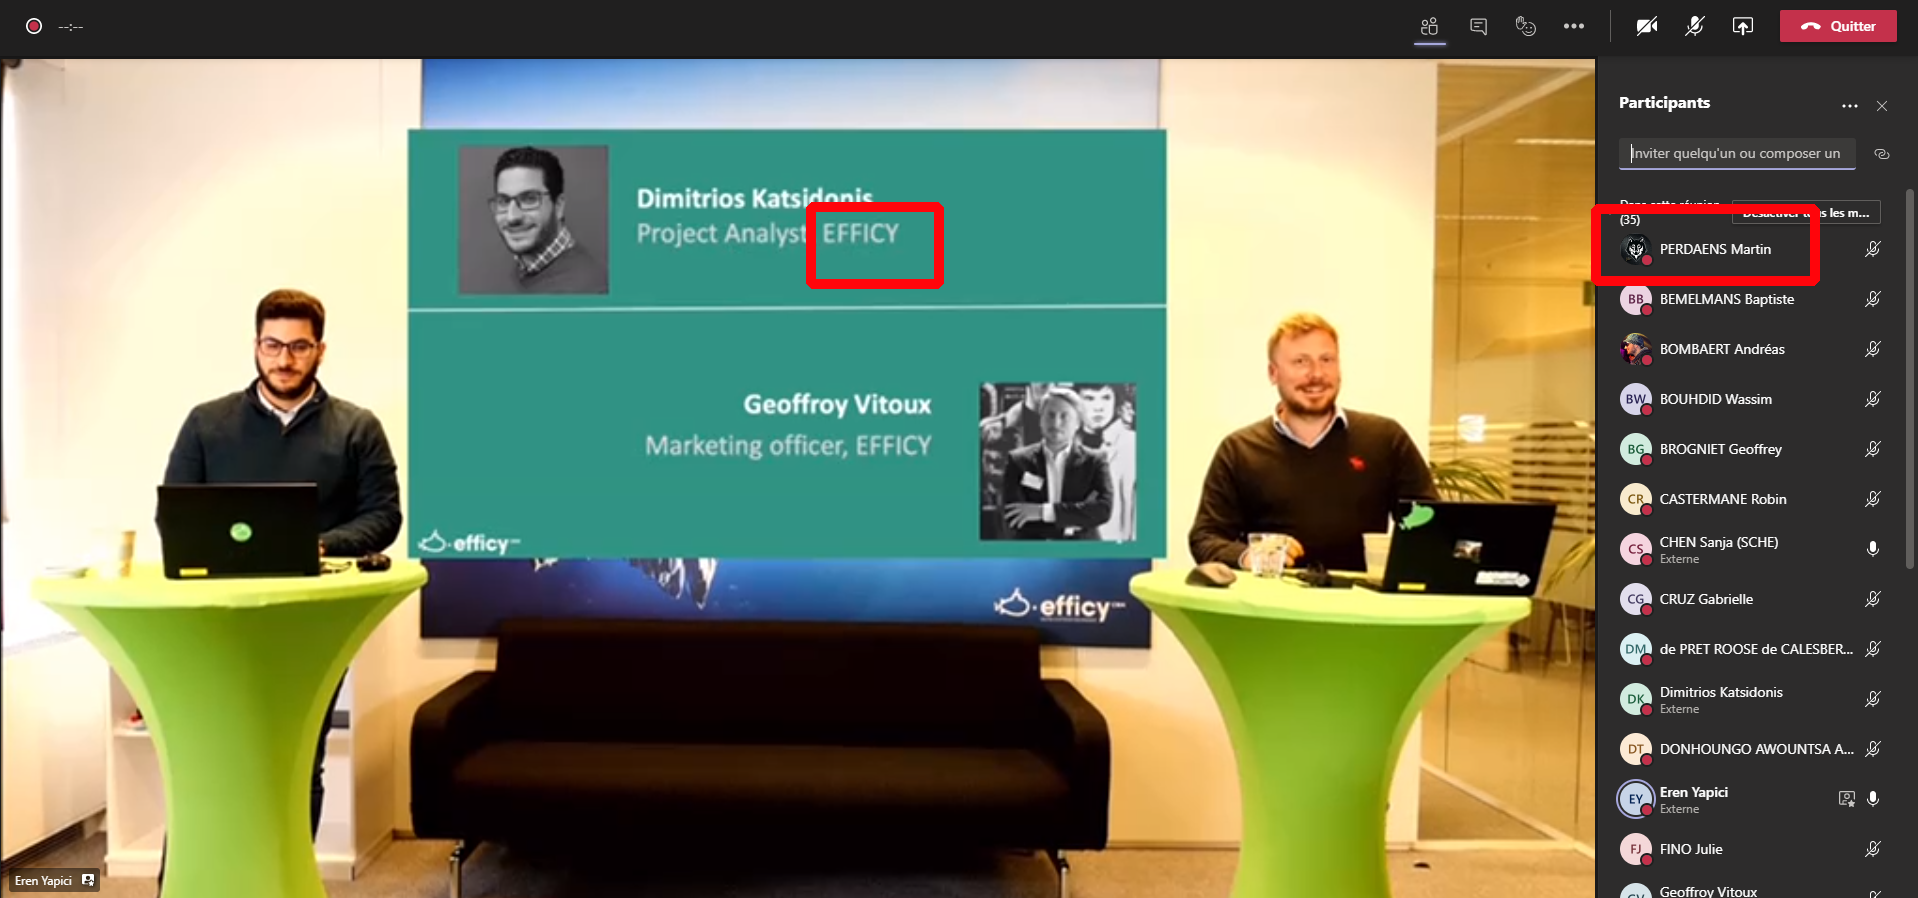 --:--
Quitter
Participants
Inviter quelqu'un ou composer un
Dans cette réunion
(35)
Désactiver tous les m...
PERDAENS Martin
BB BEMELMANS Baptiste
BOMBAERT Andréas
BW BOUHDID Wassim
BG BROGNIET Geoffrey
CR CASTERMANE Robin
CS CHEN Sanja (SCHE)
Externe
CG CRUZ Gabrielle
DM de PRET ROOSE de CALESBER...
DK Dimitrios Katsidonis
Externe
DT DONHOUNGO AWOUNTSA A...
EY Eren Yapici
Externe
FJ FINO Julie
GV Geoffroy Vitoux
Dimitrios Katsidonis
Project Analyst EFFICY
Geoffroy Vitoux
Marketing officer, EFFICY
efficy
efficy
Eren Yapici